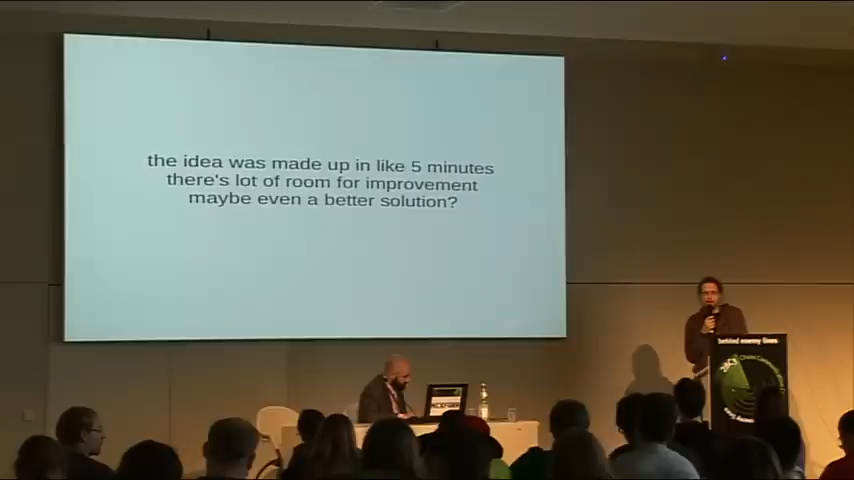 the idea was made up in like 5 minutes
there's lot of room for improvement
maybe even a better solution?
behind enemy lines